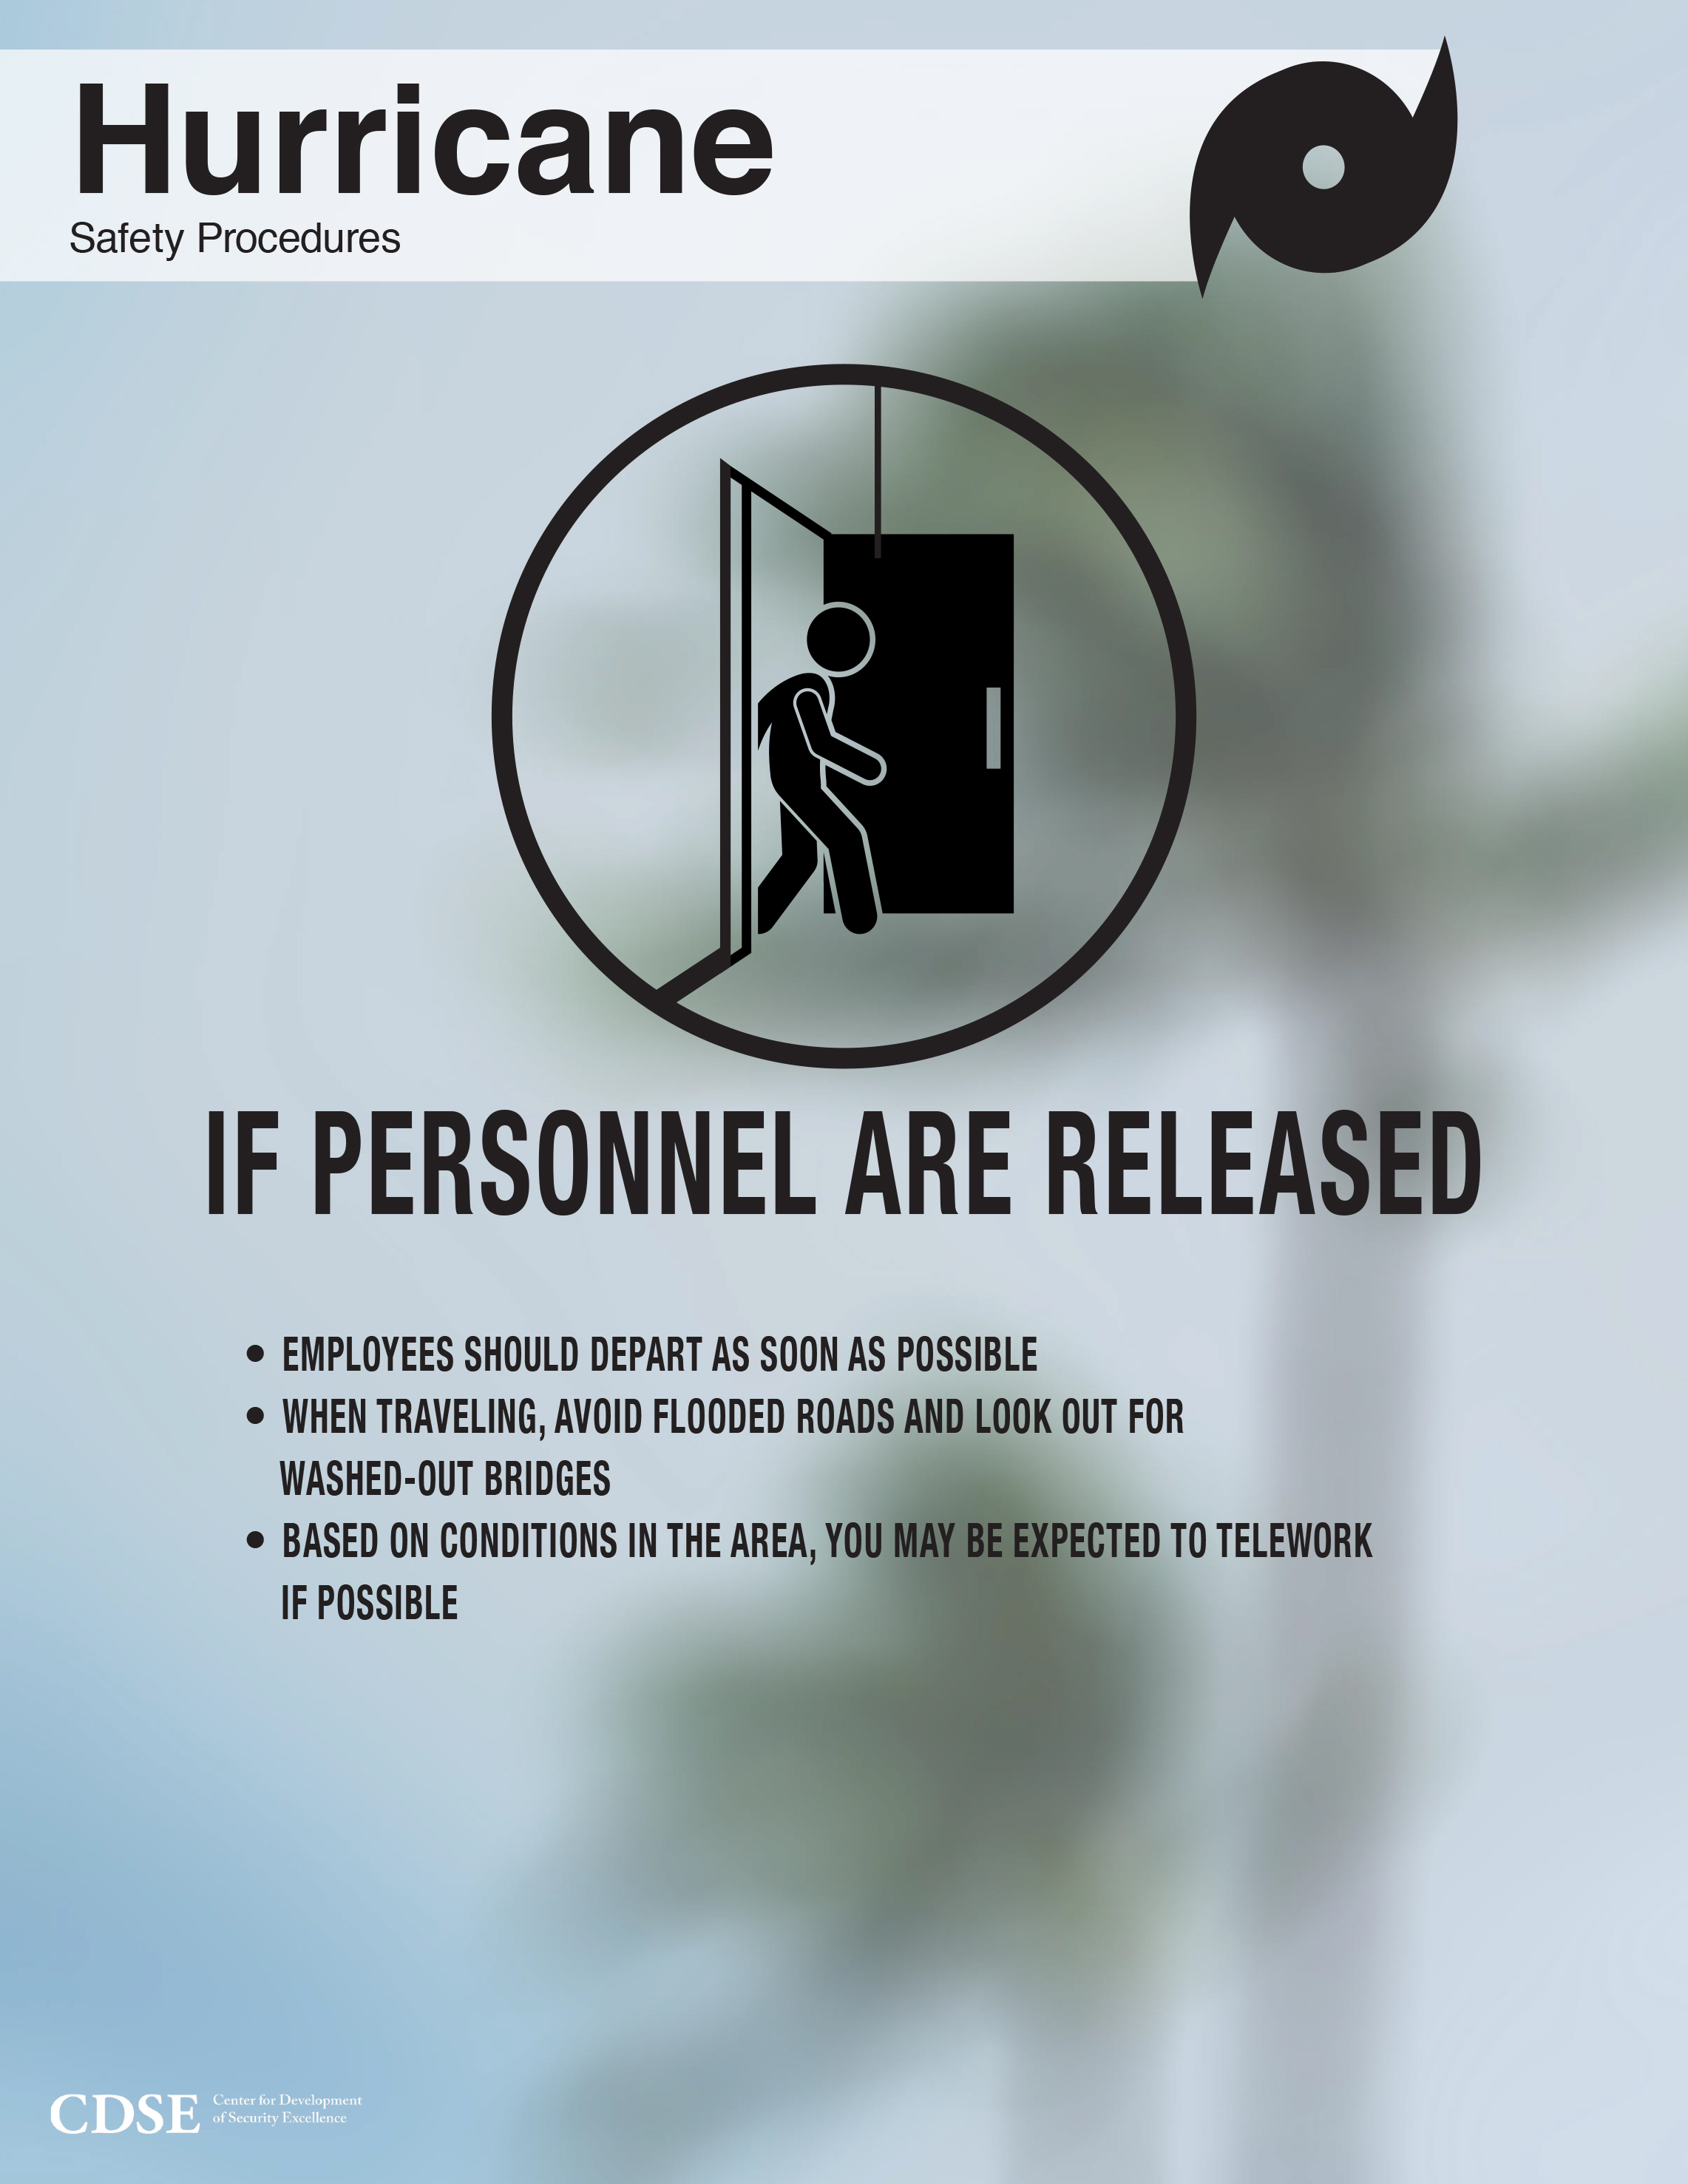 Hurricane
Safety Procedures
IF PERSONNEL ARE RELEASED
• EMPLOYEES SHOULD DEPART AS SOON AS POSSIBLE
• WHEN TRAVELING, AVOID FLOODED ROADS AND LOOK OUT FOR
WASHED-OUT BRIDGES
• BASED ON CONDITIONS IN THE AREA, YOU MAY BE EXPECTED TO TELEWORK
IF POSSIBLE
CDSE Center for Development
of Security Excellence